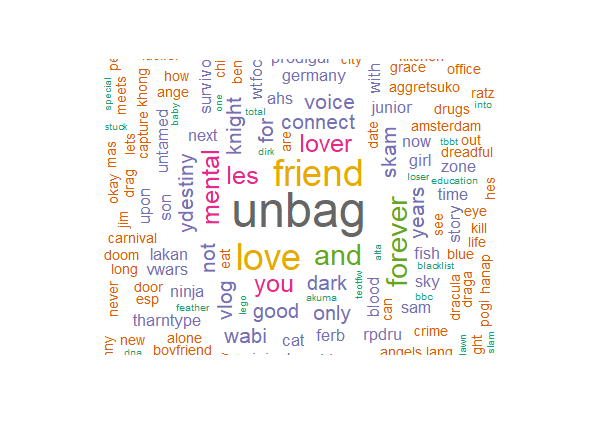 prodigal
city
kitchen
special
meets
how
chi
ben
wtfoc
germany
with
grace
office
ange
survivo
ahs
voice
aggretsuko
ratz
stuck
capture khong
untamed
baby
one
knight
total
for
connect
junior
drugs
into
lets
next
are
lover
date
skam
now
amsterdam
tbbt
out
okay mas
drag
dirk
girl
dreadful
zone
mental
les
friend
loser
education
hes
jim
upon
son
ydestiny
unbag
forever
years
time
see
story
eye
kill
carnival
not
eat
love
and
alta
fish
blue
life
doom
lakan
long
vwars
you
dark
blacklist
sky
never
door
esp
ninja
vlog
lego
akuma
teotfw
blood
can
bbc
dracula
draga
pogi hanap
feather
good
only
sam
tharntype
wabi
cat
ferb
rpdru
crime
new
alone
dna
boyfriend
angels lang
lawn
ght
slam